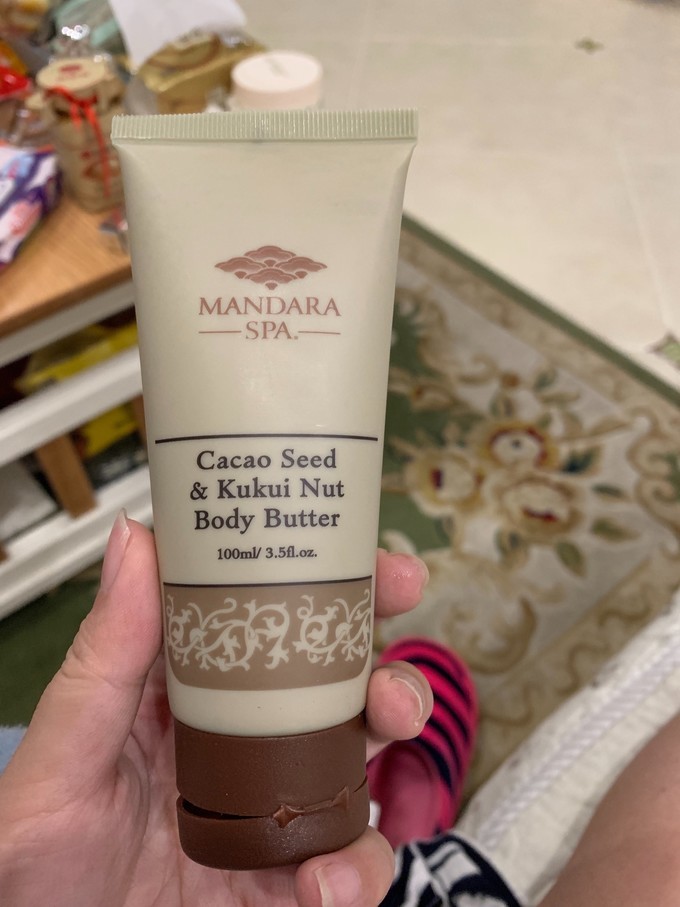 MANDARA
SPA.
Cacao Seed
& Kukui Nut
Body Butter
100ml/ 3.5fl.oz.